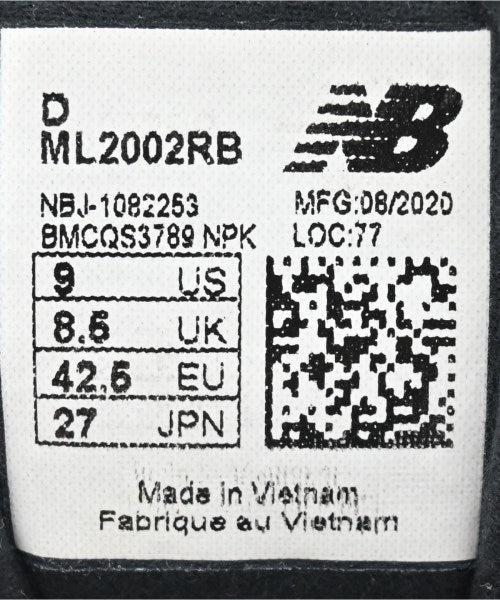 D
ML2002RB
NB
NBJ-1082253
MFG:08/2020
BMCQS3789 NPK
LOC:77
9 US
8.5 UK
42.5 EU
27 JPN
Made in Vietnam
Fabrique au Vietnam